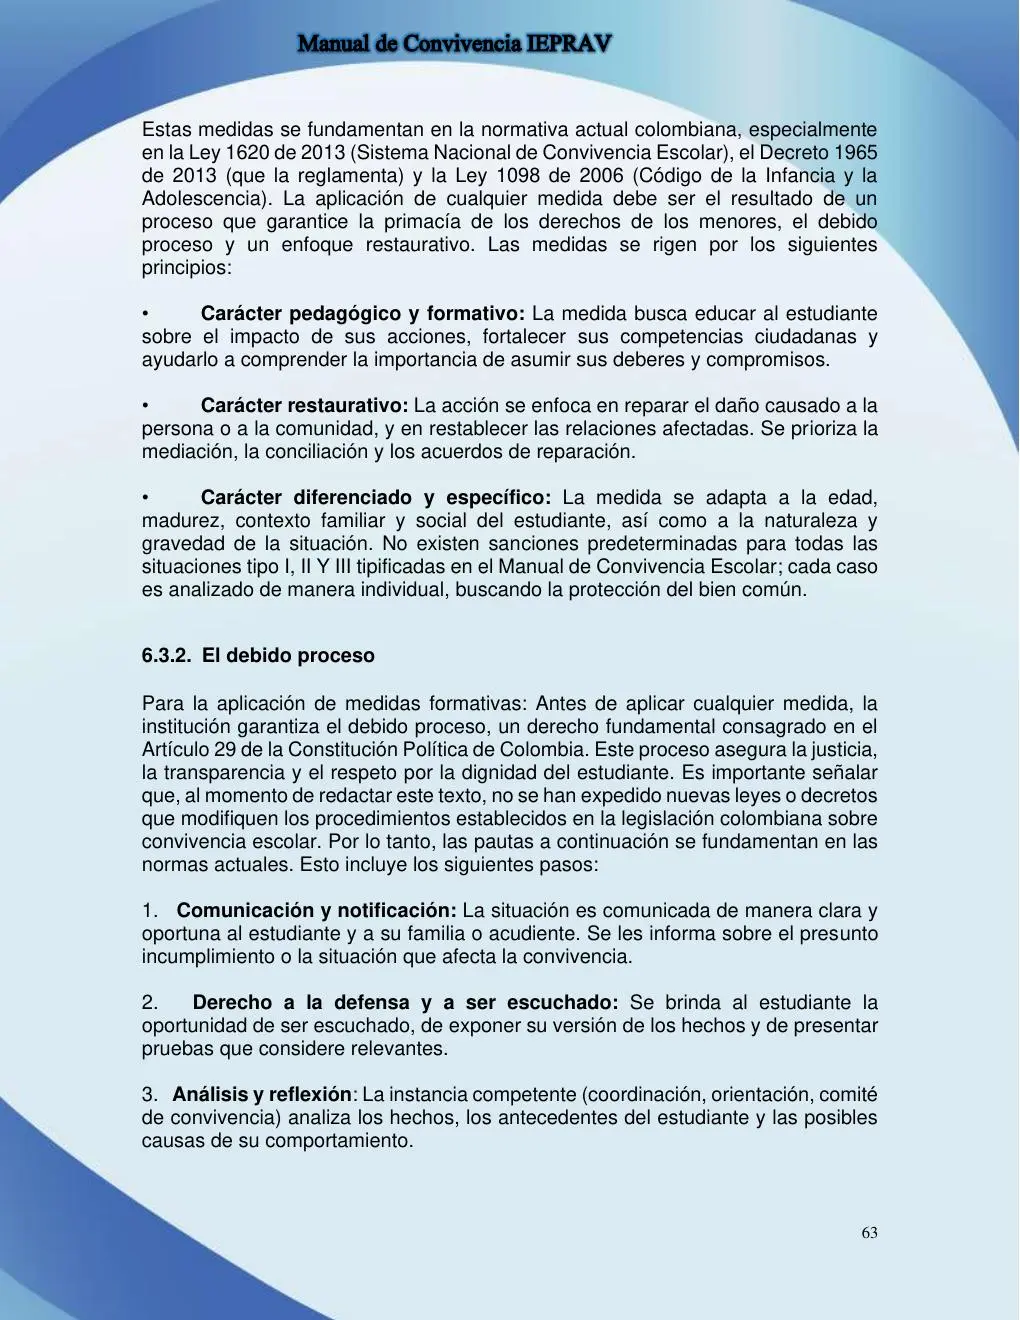 Manual de Convivencia IEPRAV
Estas medidas se fundamentan en la normativa actual colombiana, especialmente
en la Ley 1620 de 2013 (Sistema Nacional de Convivencia Escolar), el Decreto 1965
de 2013 (que la reglamenta) y la Ley 1098 de 2006 (Código de la Infancia y la
Adolescencia). La aplicación de cualquier medida debe ser el resultado de un
proceso que garantice la primacía de los derechos de los menores, el debido
proceso y un enfoque restaurativo. Las medidas se rigen por los siguientes
principios:
• Carácter pedagógico y formativo: La medida busca educar al estudiante
sobre el impacto de sus acciones, fortalecer sus competencias ciudadanas y
ayudarlo a comprender la importancia de asumir sus deberes y compromisos.
• Carácter restaurativo: La acción se enfoca en reparar el daño causado a la
persona o a la comunidad, y en restablecer las relaciones afectadas. Se prioriza la
mediación, la conciliación y los acuerdos de reparación.
• Carácter diferenciado y específico: La medida se adapta a la edad,
madurez, contexto familiar y social del estudiante, así como a la naturaleza y
gravedad de la situación. No existen sanciones predeterminadas para todas las
situaciones tipo I, II Y III tipificadas en el Manual de Convivencia Escolar; cada caso
es analizado de manera individual, buscando la protección del bien común.
6.3.2. El debido proceso
Para la aplicación de medidas formativas: Antes de aplicar cualquier medida, la
institución garantiza el debido proceso, un derecho fundamental consagrado en el
Artículo 29 de la Constitución Política de Colombia. Este proceso asegura la justicia,
la transparencia y el respeto por la dignidad del estudiante. Es importante señalar
que, al momento de redactar este texto, no se han expedido nuevas leyes o decretos
que modifiquen los procedimientos establecidos en la legislación colombiana sobre
convivencia escolar. Por lo tanto, las pautas a continuación se fundamentan en las
normas actuales. Esto incluye los siguientes pasos:
1. Comunicación y notificación: La situación es comunicada de manera clara y
oportuna al estudiante y a su familia o acudiente. Se les informa sobre el presunto
incumplimiento o la situación que afecta la convivencia.
2. Derecho a la defensa y a ser escuchado: Se brinda al estudiante la
oportunidad de ser escuchado, de exponer su versión de los hechos y de presentar
pruebas que considere relevantes.
3. Análisis y reflexión: La instancia competente (coordinación, orientación, comité
de convivencia) analiza los hechos, los antecedentes del estudiante y las posibles
causas de su comportamiento.
63